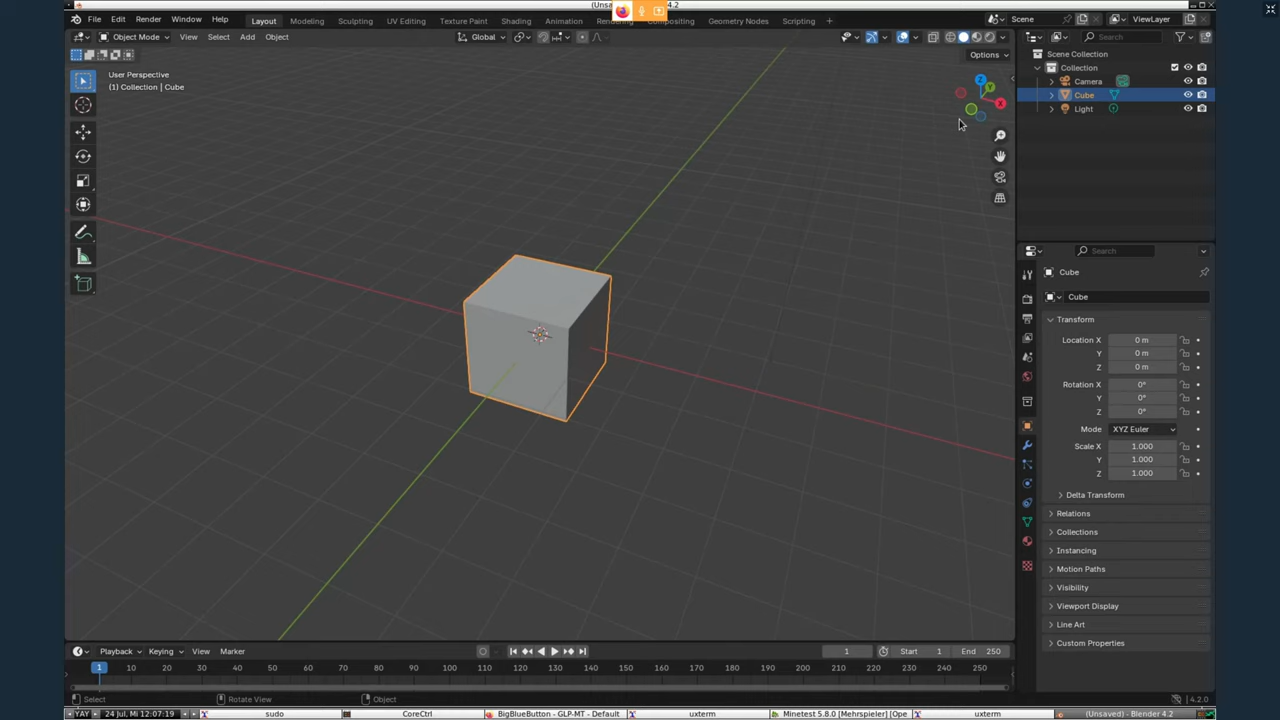 (Unsaved) 4.2
File Edit Render Window Help Layout Modeling Sculpting UV Editing Texture Paint Shading Animation Rendering Compositing Geometry Nodes Scripting Scene ViewLayer
Object Mode View Select Add Object Global Search
Options
User Perspective
(1) Collection | Cube
Z
Y
X
Scene Collection
Collection
Camera
Cube
Light
Search
Cube
Cube
Transform
Location X 0 m
Y 0 m
Z 0 m
Rotation X 0°
Y 0°
Z 0°
Mode XYZ Euler
Scale X 1.000
Y 1.000
Z 1.000
Delta Transform
Relations
Collections
Instancing
Motion Paths
Visibility
Viewport Display
Line Art
Custom Properties
Playback Keying View Marker 1 Start 1 End 250
1 10 20 30 40 50 60 70 80 90 100 110 120 130 140 150 160 170 180 190 200 210 220 230 240 250
Select Rotate View Object 4.2.0
YAY 24 Jul, Mi 12:07:19 sudo CoreCtrl BigBlueButton - GLP-MT - Default uxterm Minetest 5.8.0 [Mehrspieler] [Ope uxterm (Unsaved) - Blender 4.2